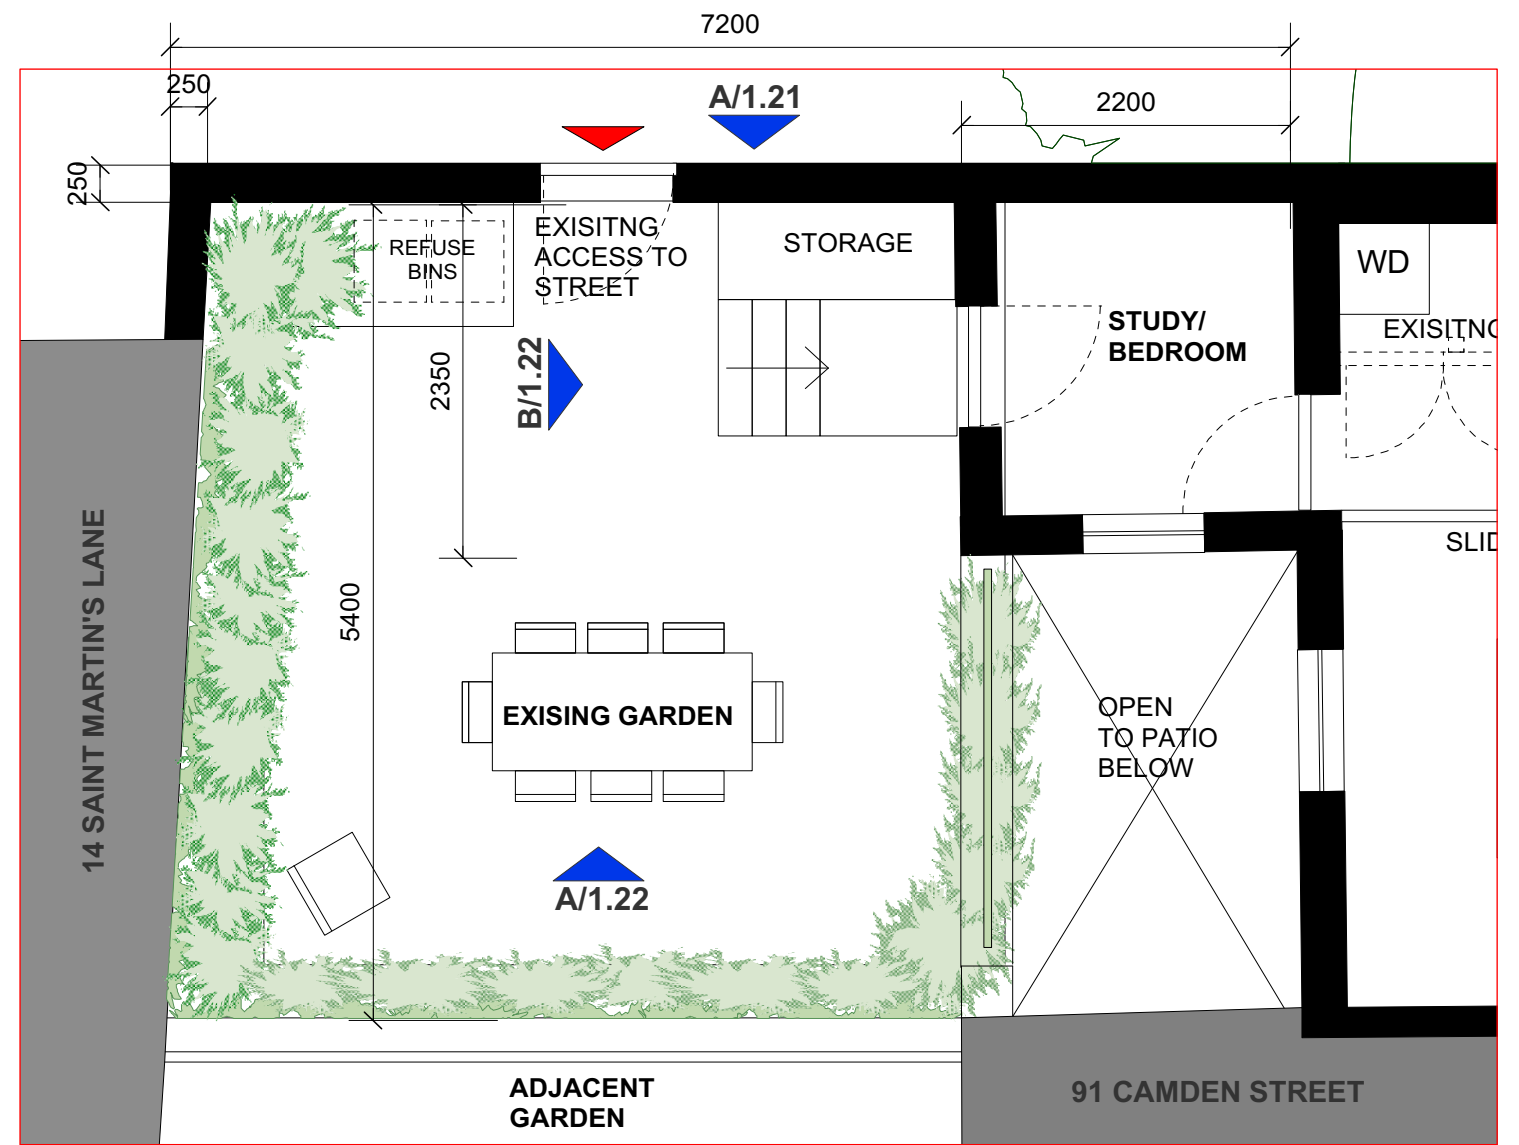 7200
250
A/1.21
2200
250
REFUSE
BINS
EXISITNG
ACCESS TO
STREET
STORAGE
WD
STUDY/
BEDROOM
EXISITNG
B/1.22
2350
SLID
14 SAINT MARTIN'S LANE
5400
EXISING GARDEN
OPEN
TO PATIO
BELOW
A/1.22
ADJACENT
GARDEN
91 CAMDEN STREET